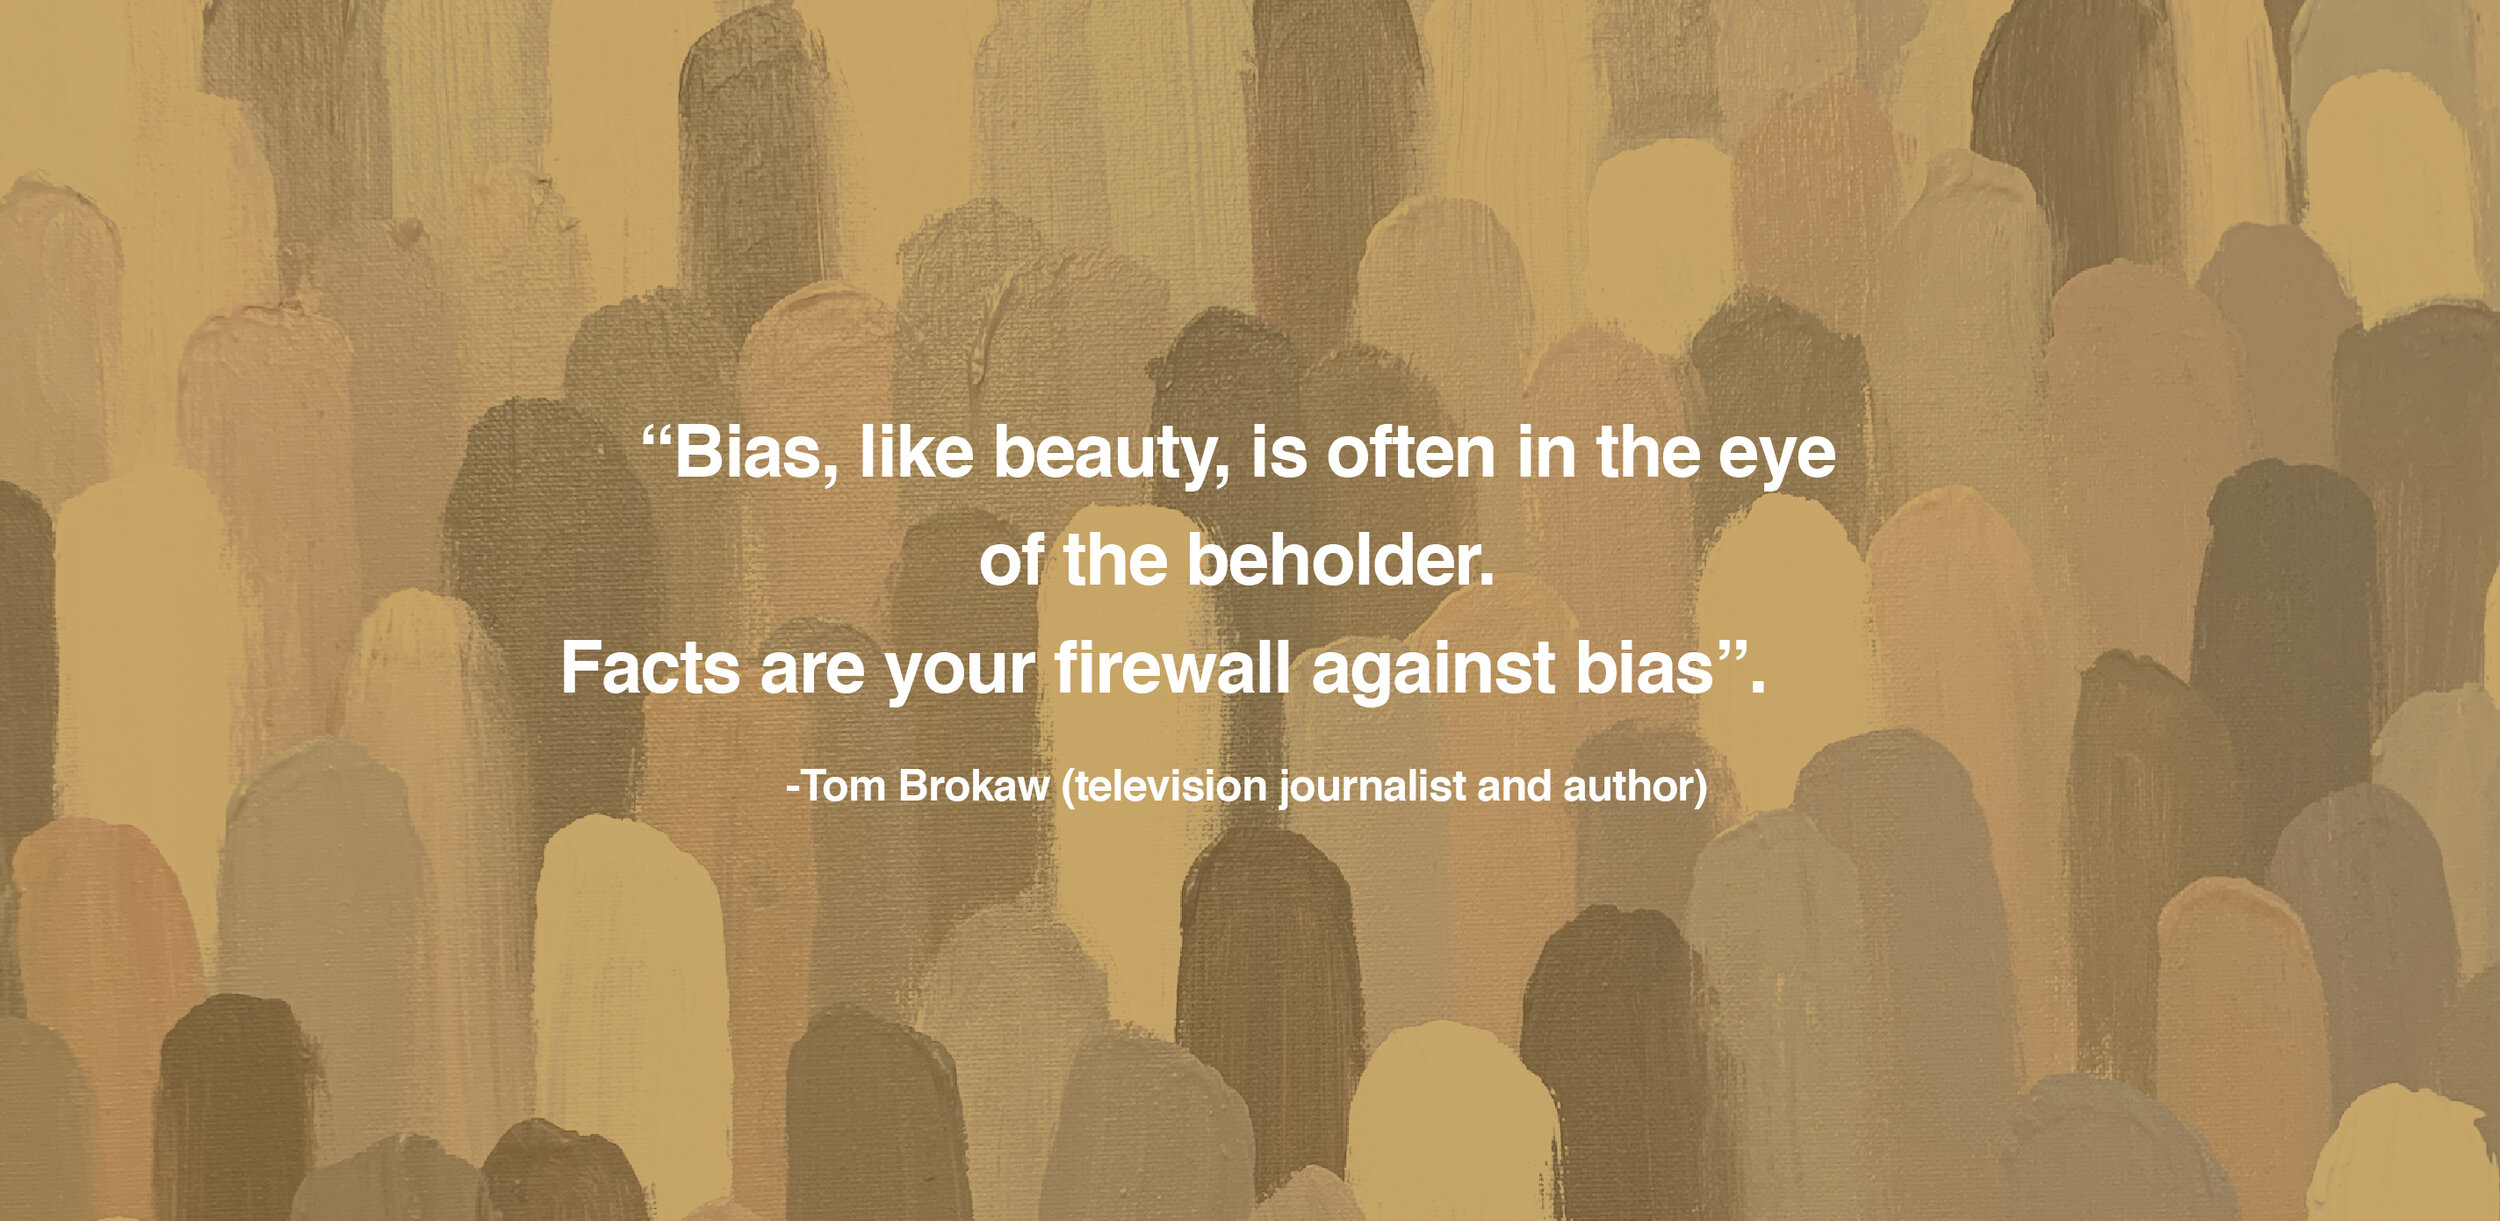 “Bias, like beauty, is often in the eye
of the beholder.
Facts are your firewall against bias”.
-Tom Brokaw (television journalist and author)